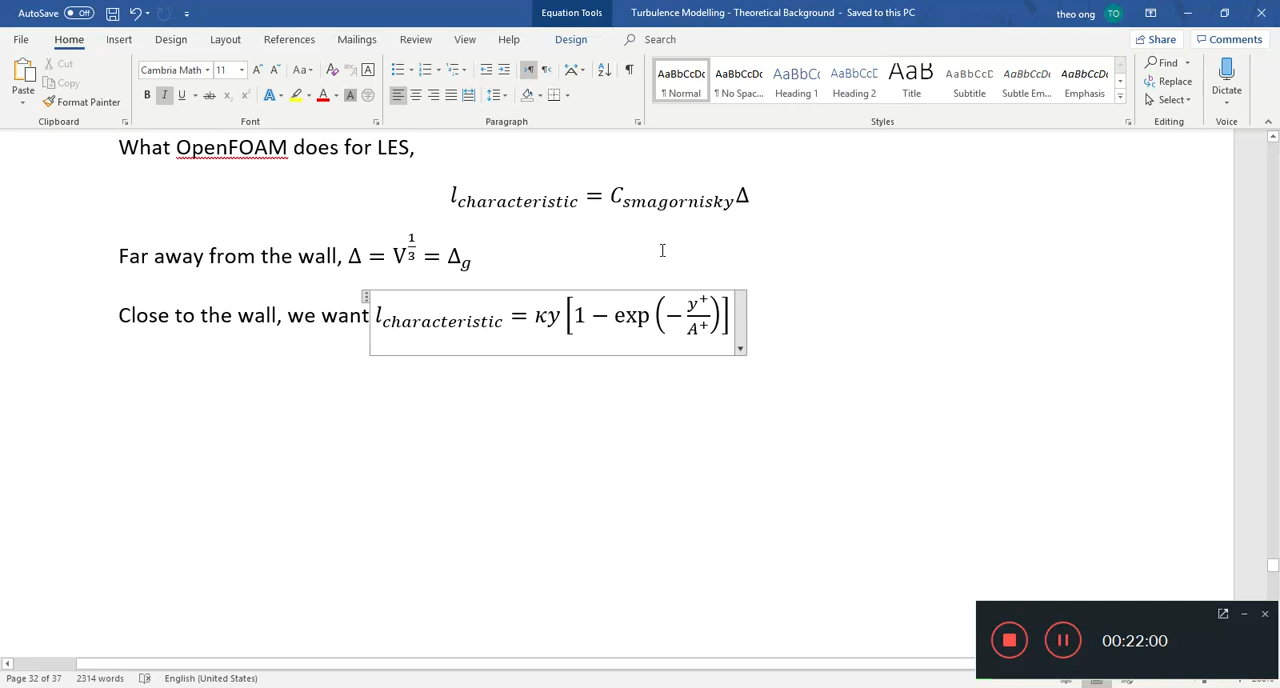 AutoSave Off
Equation Tools
Turbulence Modelling - Theoretical Background - Saved to this PC
theo ong TO
File Home Insert Design Layout References Mailings Review View Help Design Search
Share Comments
Paste
Cut
Copy
Format Painter
Clipboard
Cambria Math 11
Font
Paragraph
AaBbCcDc ¶ Normal
AaBbCcDc ¶ No Spac...
AaBbC( Heading 1
AaBbCcE Heading 2
AaB Title
AaBbCcD Subtitle
AaBbCcDc Subtle Em...
AaBbCcDc Emphasis
Styles
Find
Replace
Select
Editing
Dictate
Voice
What OpenFOAM does for LES,
l_characteristic = C_smagornisky Δ
Far away from the wall, Δ = V^(1/3) = Δ_g
Close to the wall, we want l_characteristic = κy [1 − exp (− y⁺/A⁺)]
00:22:00
Page 32 of 37 2314 words English (United States)